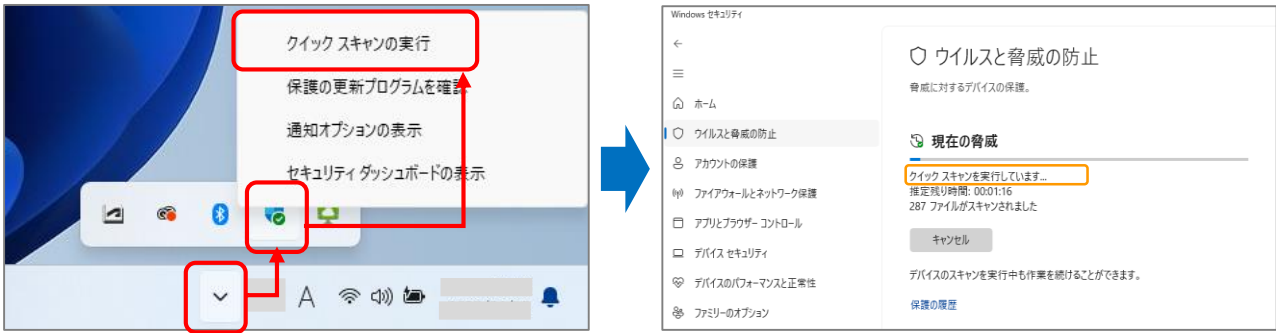 クイック スキャンの実行
保護の更新プログラムを確認
通知オプションの表示
セキュリティ ダッシュボードの表示
A
Windows セキュリティ
ホーム
ウイルスと脅威の防止
アカウントの保護
ファイアウォールとネットワーク保護
アプリとブラウザー コントロール
デバイス セキュリティ
デバイスのパフォーマンスと正常性
ファミリーのオプション
ウイルスと脅威の防止
脅威に対するデバイスの保護。
現在の脅威
クイック スキャンを実行しています...
推定残り時間: 00:01:16
287 ファイルがスキャンされました
キャンセル
デバイスのスキャンを実行中も作業を続けることができます。
保護の履歴